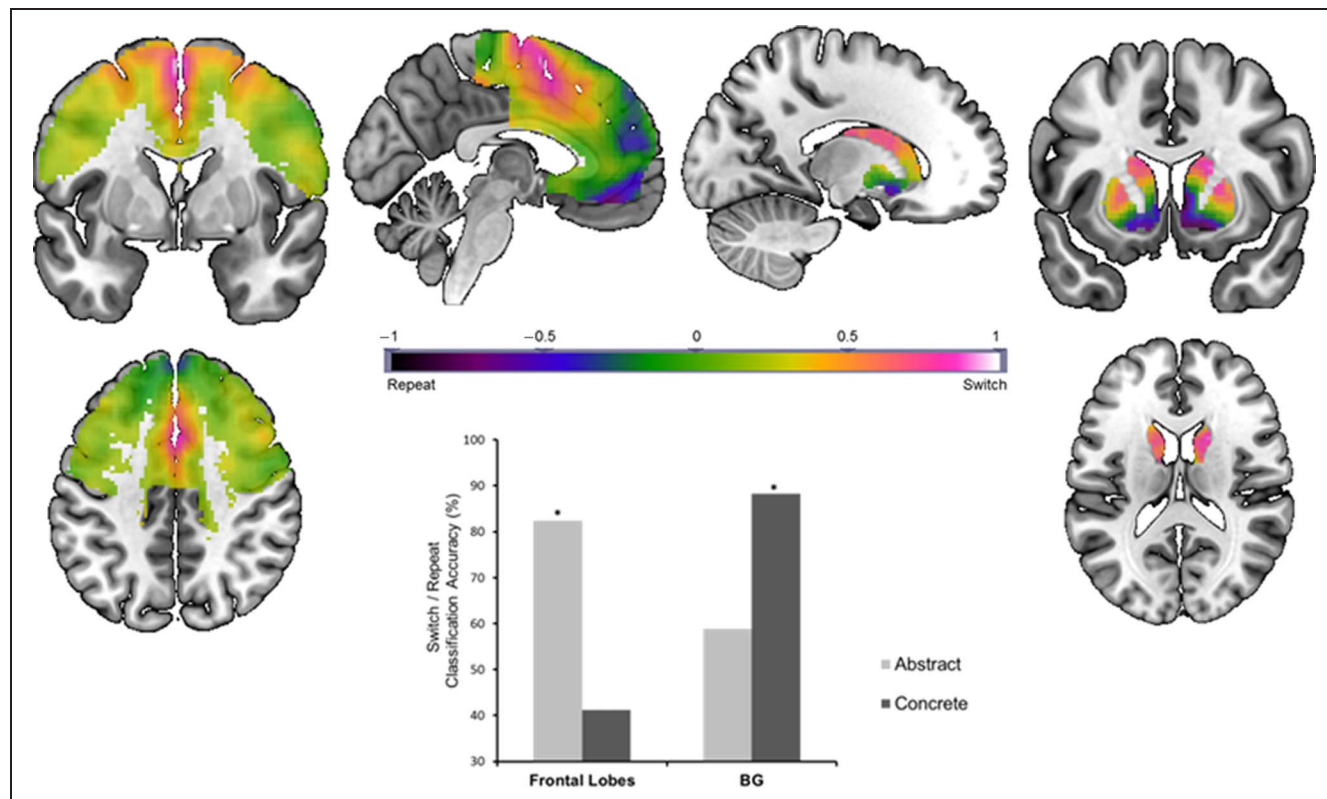 −1 −0.5 0 0.5 1
Repeat Switch
Switch / Repeat
Classification Accuracy (%)
100
90
80
70
60
50
40
30
•
•
Frontal Lobes BG
Abstract
Concrete